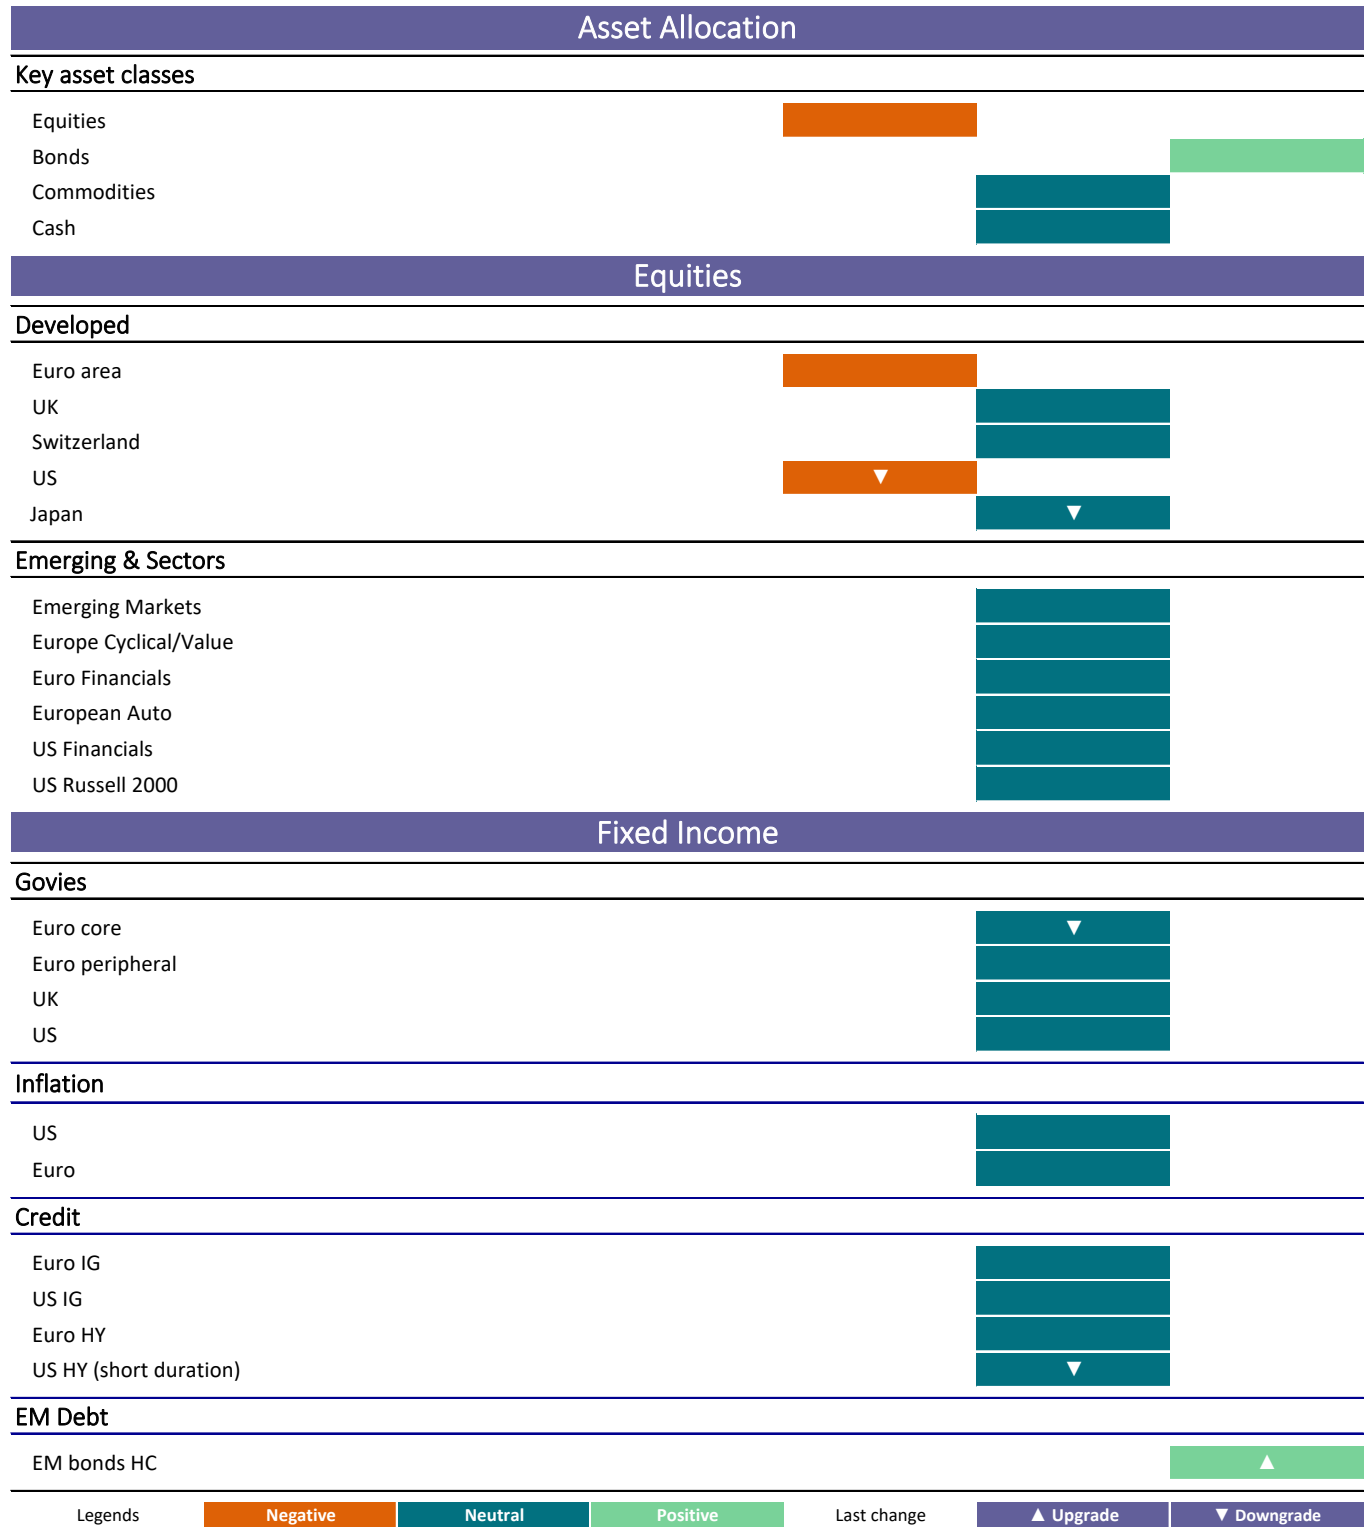 Asset Allocation
Key asset classes
Equities
Bonds
Commodities
Cash
Equities
Developed
Euro area
UK
Switzerland
US ▼
Japan ▼
Emerging & Sectors
Emerging Markets
Europe Cyclical/Value
Euro Financials
European Auto
US Financials
US Russell 2000
Fixed Income
Govies
Euro core ▼
Euro peripheral
UK
US
Inflation
US
Euro
Credit
Euro IG
US IG
Euro HY
US HY (short duration) ▼
EM Debt
EM bonds HC ▲
Legends Negative Neutral Positive Last change ▲ Upgrade ▼ Downgrade